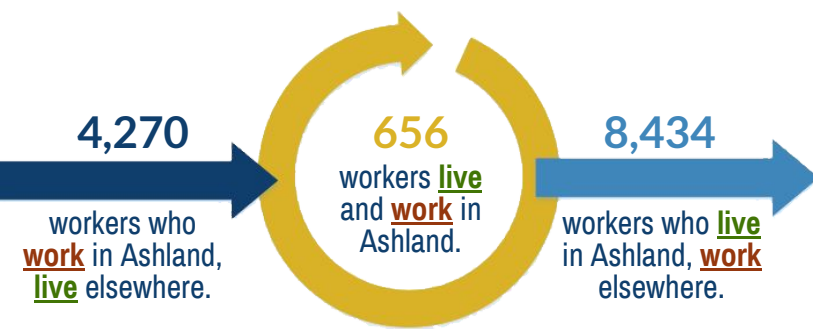 4,270
workers who
work in Ashland,
live elsewhere.
656
workers live
and work in
Ashland.
8,434
workers who live
in Ashland, work
elsewhere.